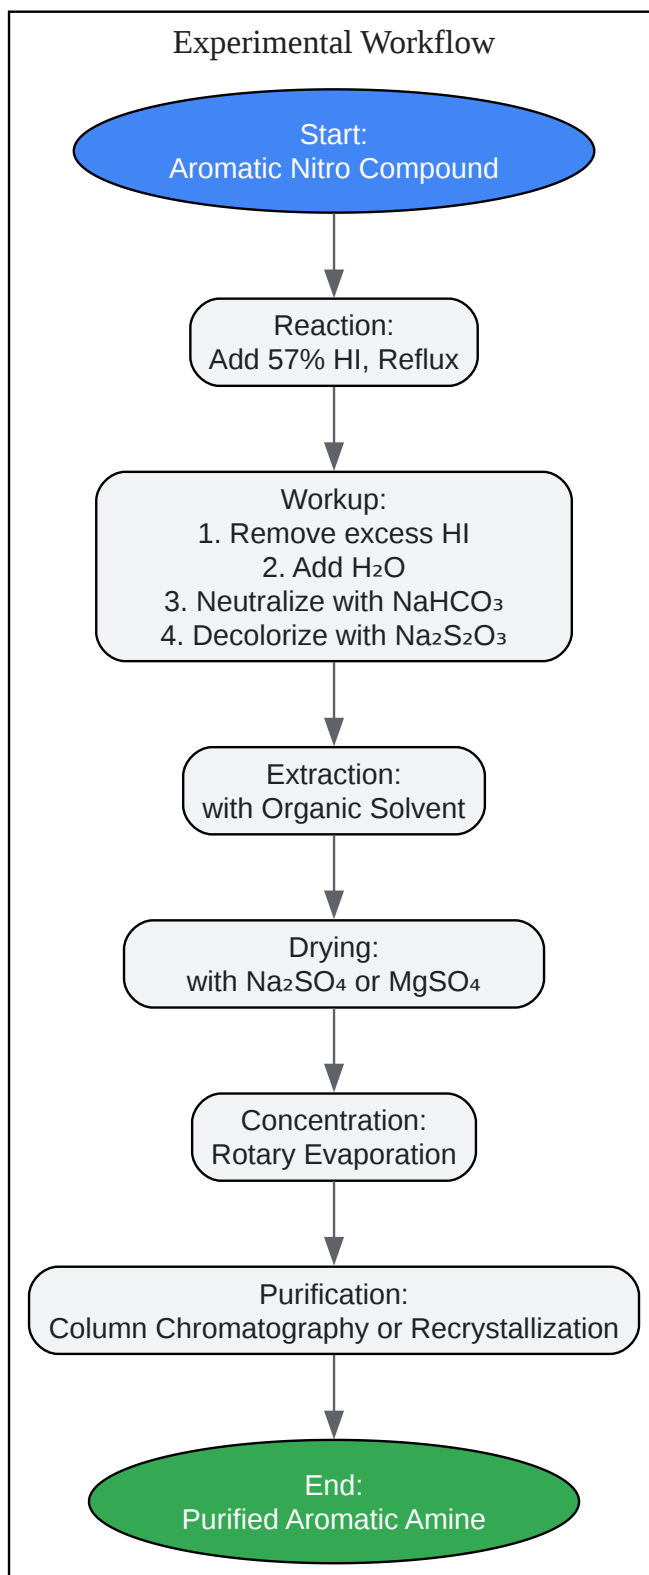 Experimental Workflow
Start:
Aromatic Nitro Compound
Reaction:
Add 57% HI, Reflux
Workup:
1. Remove excess HI
2. Add H₂O
3. Neutralize with NaHCO₃
4. Decolorize with Na₂S₂O₃
Extraction:
with Organic Solvent
Drying:
with Na₂SO₄ or MgSO₄
Concentration:
Rotary Evaporation
Purification:
Column Chromatography or Recrystallization
End:
Purified Aromatic Amine